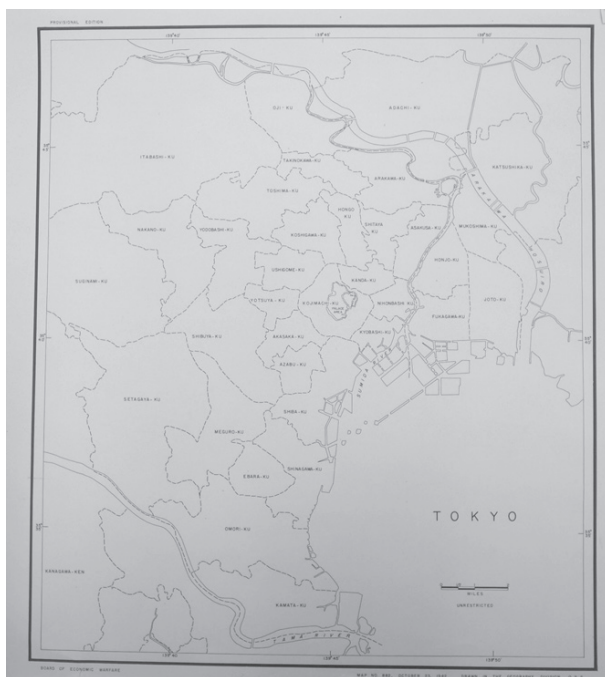 PROVISIONAL EDITION
OJI-KU
ADACHI-KU
ITABASHI-KU
TAKINOKAWA-KU
KATSUSHIKA-KU
ARAKAWA-KU
TOSHIMA-KU
HONGO
KU
NAKANO-KU
YODOBASHI-KU
KOISHIKAWA-KU
SHITAYA
KU
ASAKUSA-KU
MUKOJIMA-KU
HONJO-KU
USHIGOME-KU
KANDA-KU
SUGINAMI-KU
YOTSUYA-KU
KOJIMACHI-KU
NIHONBASHI-KU
JOTO-KU
FUKAGAWA-KU
SHIBUYA-KU
AKASAKA-KU
KYOBASHI-KU
AZABU-KU
SUMIDA
SETAGAYA-KU
SHIBA-KU
MEGURO-KU
SHINAGAWA-KU
EBARA-KU
TOKYO
OMORI-KU
KANAGAWA-KEN
MILES
UNRESTRICTED
KAMATA-KU
TAMA RIVER
BOARD OF ECONOMIC WARFARE